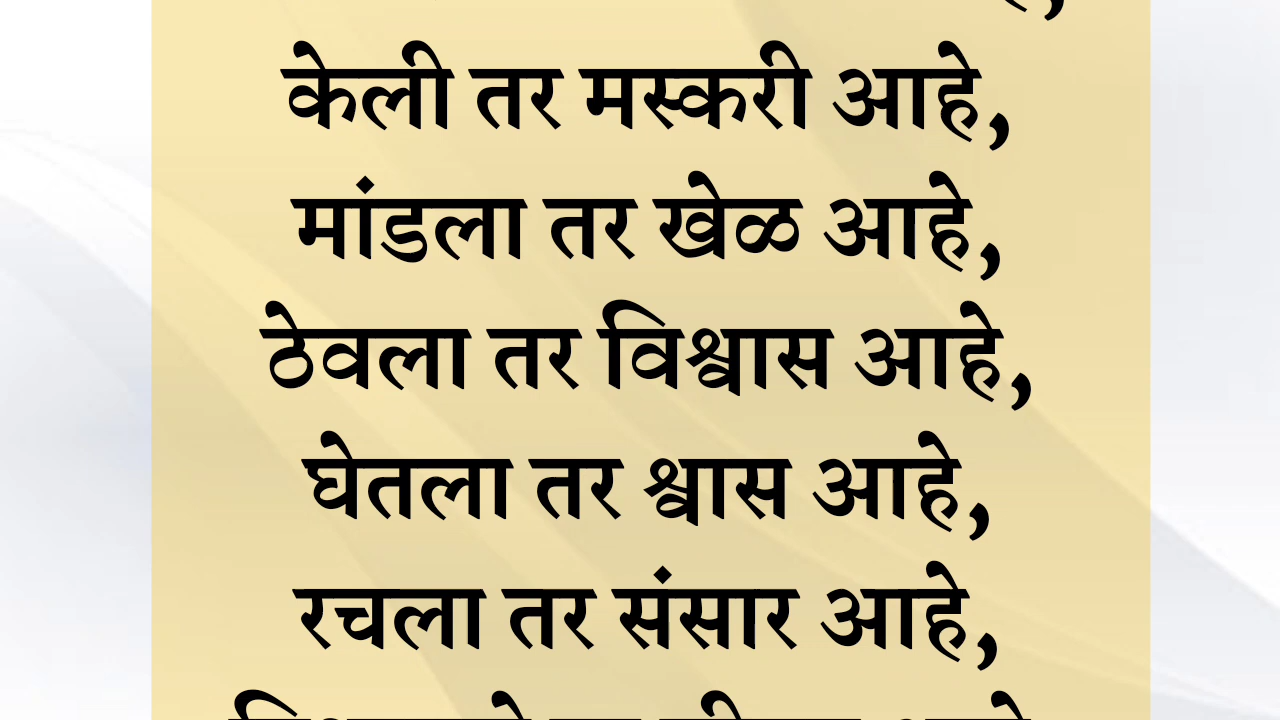 केली तर मस्करी आहे,
मांडला तर खेळ आहे,
ठेवला तर विश्वास आहे,
घेतला तर श्वास आहे,
रचला तर संसार आहे,